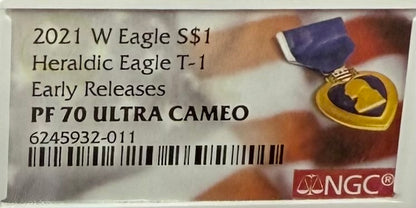 2021 W Eagle S$1
Heraldic Eagle T-1
Early Releases
PF 70 ULTRA CAMEO
6245932-011
NGC®